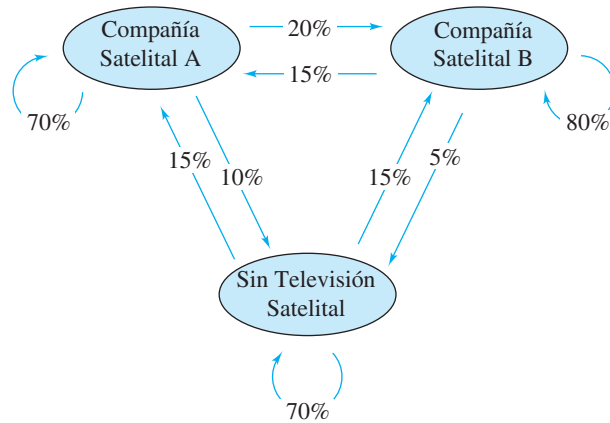 Compañía
Satelital A
20%
Compañía
Satelital B
15%
70%
80%
15%
10%
15%
5%
Sin Televisión
Satelital
70%